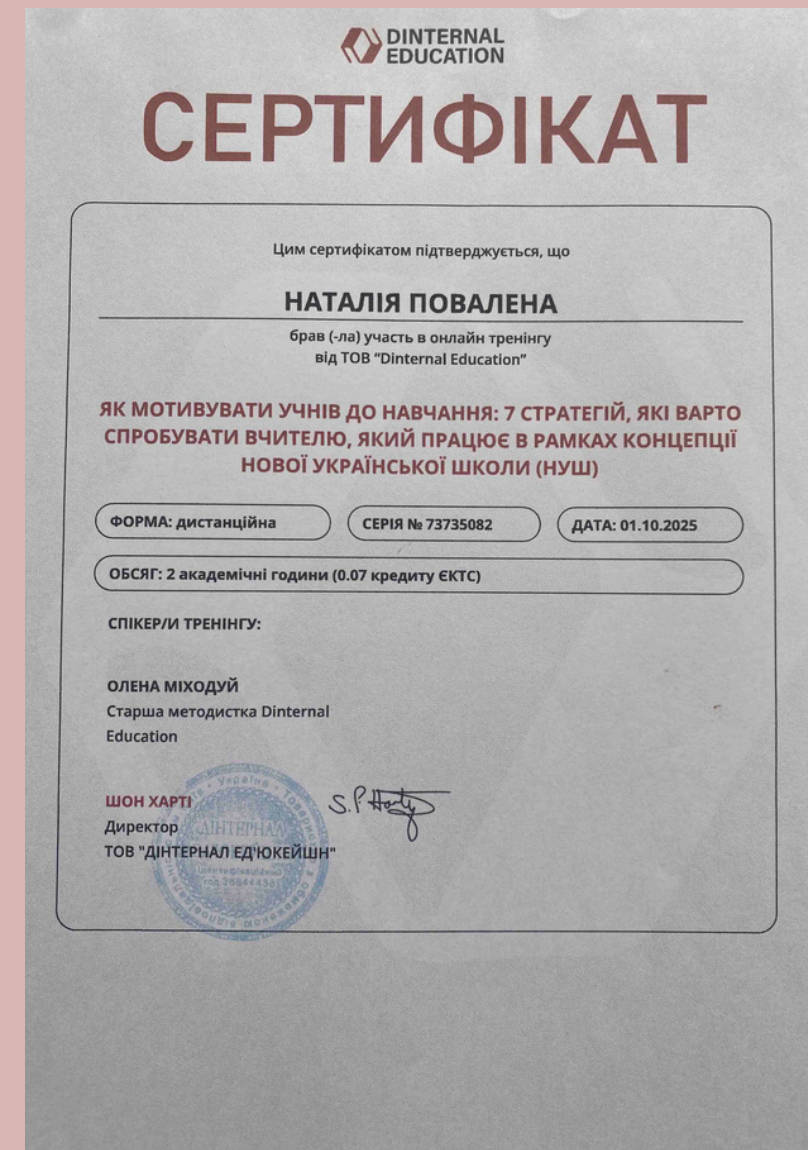 DINTERNAL
EDUCATION
СЕРТИФІКАТ
Цим сертифікатом підтверджується, що
НАТАЛІЯ ПОВАЛЕНА
брав (-ла) участь в онлайн тренінгу
від ТОВ "Dinternal Education"
ЯК МОТИВУВАТИ УЧНІВ ДО НАВЧАННЯ: 7 СТРАТЕГІЙ, ЯКІ ВАРТО
СПРОБУВАТИ ВЧИТЕЛЮ, ЯКИЙ ПРАЦЮЄ В РАМКАХ КОНЦЕПЦІЇ
НОВОЇ УКРАЇНСЬКОЇ ШКОЛИ (НУШ)
ФОРМА: дистанційна
СЕРІЯ № 73735082
ДАТА: 01.10.2025
ОБСЯГ: 2 академічні години (0.07 кредиту ЄКТС)
СПІКЕР/И ТРЕНІНГУ:
ОЛЕНА МІХОДУЙ
Старша методистка Dinternal
Education
ШОН ХАРТІ
S.P. Harty
Директор
ТОВ "ДІНТЕРНАЛ ЕД'ЮКЕЙШН"
Україна
ДІНТЕРНАЛ